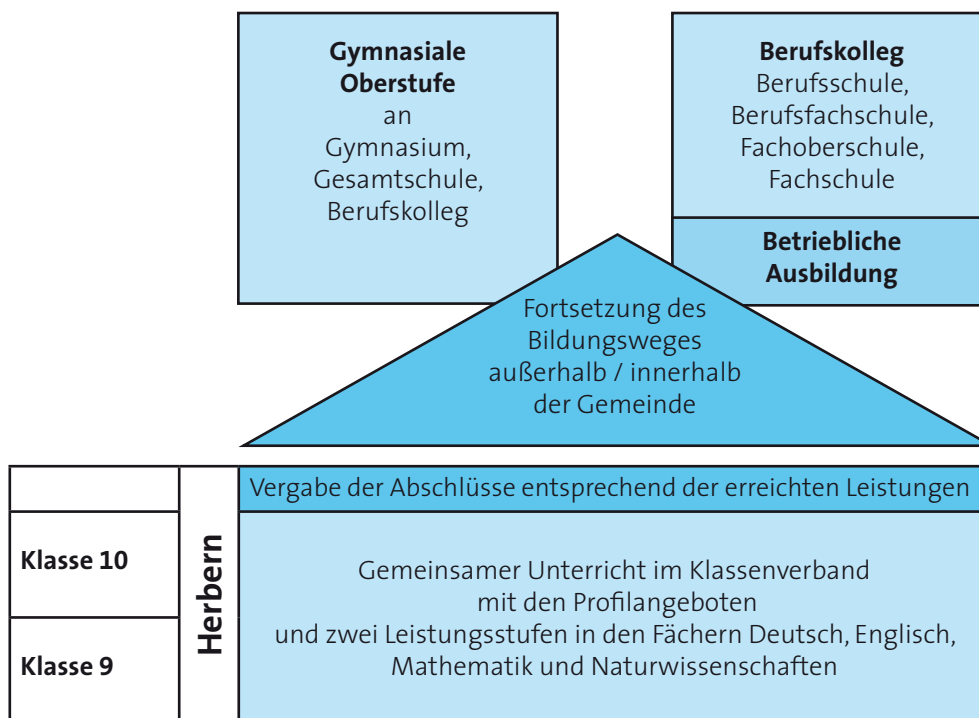 Gymnasiale
Oberstufe
an
Gymnasium,
Gesamtschule,
Berufskolleg
Berufskolleg
Berufsschule,
Berufsfachschule,
Fachoberschule,
Fachschule
Betriebliche
Ausbildung
Fortsetzung des
Bildungsweges
außerhalb / innerhalb
der Gemeinde
Vergabe der Abschlüsse entsprechend der erreichten Leistungen
Klasse 10
Klasse 9
Herbern
Gemeinsamer Unterricht im Klassenverband
mit den Profilangeboten
und zwei Leistungsstufen in den Fächern Deutsch, Englisch,
Mathematik und Naturwissenschaften